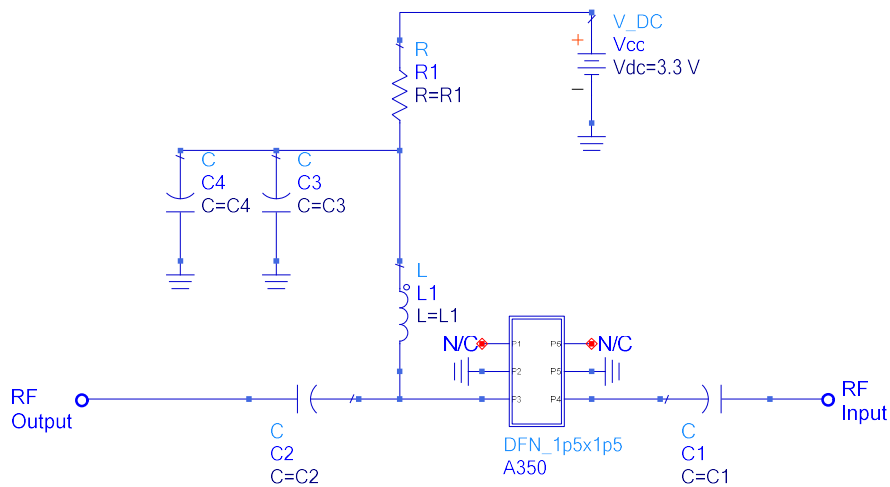 V_DC
Vcc
Vdc=3.3 V
+
−
R
R1
R=R1
C
C4
C=C4
C
C3
C=C3
L
L1
L=L1
N/C
P1
P6
N/C
P2
P5
P3
P4
RF
Output
RF
Input
C
C2
C=C2
DFN_1p5x1p5
A350
C
C1
C=C1